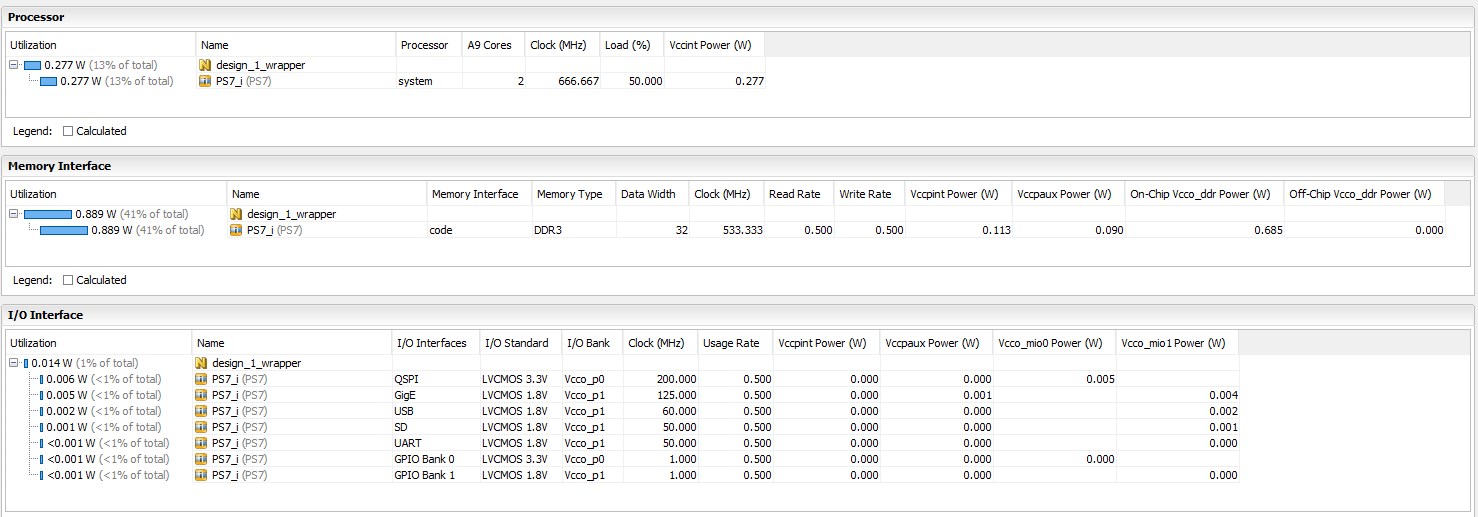 Processor
Utilization Name Processor A9 Cores Clock (MHz) Load (%) Vccint Power (W)
0.277 W (13% of total) design_1_wrapper
0.277 W (13% of total) PS7_i (PS7) system 2 666.667 50.000 0.277
Legend: Calculated
Memory Interface
Utilization Name Memory Interface Memory Type Data Width Clock (MHz) Read Rate Write Rate Vccpint Power (W) Vccpaux Power (W) On-Chip Vcco_ddr Power (W) Off-Chip Vcco_ddr Power (W)
0.889 W (41% of total) design_1_wrapper
0.889 W (41% of total) PS7_i (PS7) code DDR3 32 533.333 0.500 0.500 0.113 0.090 0.685 0.000
Legend: Calculated
I/O Interface
Utilization Name I/O Interfaces I/O Standard I/O Bank Clock (MHz) Usage Rate Vccpint Power (W) Vccpaux Power (W) Vcco_mio0 Power (W) Vcco_mio1 Power (W)
0.014 W (1% of total) design_1_wrapper
0.006 W (<1% of total) PS7_i (PS7) QSPI LVCMOS 3.3V Vcco_p0 200.000 0.500 0.000 0.000 0.005
0.005 W (<1% of total) PS7_i (PS7) GigE LVCMOS 1.8V Vcco_p1 125.000 0.500 0.000 0.001 0.004
0.002 W (<1% of total) PS7_i (PS7) USB LVCMOS 1.8V Vcco_p1 60.000 0.500 0.000 0.000 0.002
0.001 W (<1% of total) PS7_i (PS7) SD LVCMOS 1.8V Vcco_p1 50.000 0.500 0.000 0.000 0.001
<0.001 W (<1% of total) PS7_i (PS7) UART LVCMOS 1.8V Vcco_p1 50.000 0.500 0.000 0.000 0.000
<0.001 W (<1% of total) PS7_i (PS7) GPIO Bank 0 LVCMOS 3.3V Vcco_p0 1.000 0.500 0.000 0.000 0.000
<0.001 W (<1% of total) PS7_i (PS7) GPIO Bank 1 LVCMOS 1.8V Vcco_p1 1.000 0.500 0.000 0.000 0.000